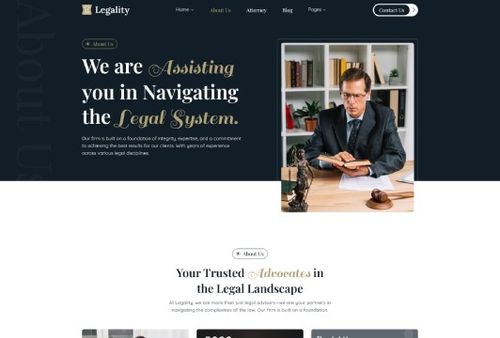 Legality
Home
About Us
Attorney
Blog
Pages
Contact Us
About Us
About Us
We are Assisting
you in Navigating
the Legal System.
Our firm is built on a foundation of integrity, expertise, and a commitment
to achieving the best results for our clients. With years of experience
across various legal disciplines.
About Us
Your Trusted Advocates in
the Legal Landscape
At Legality, we are more than just legal advisors—we are your partners in
navigating the complexities of the law. Our Firm is built on a foundation.